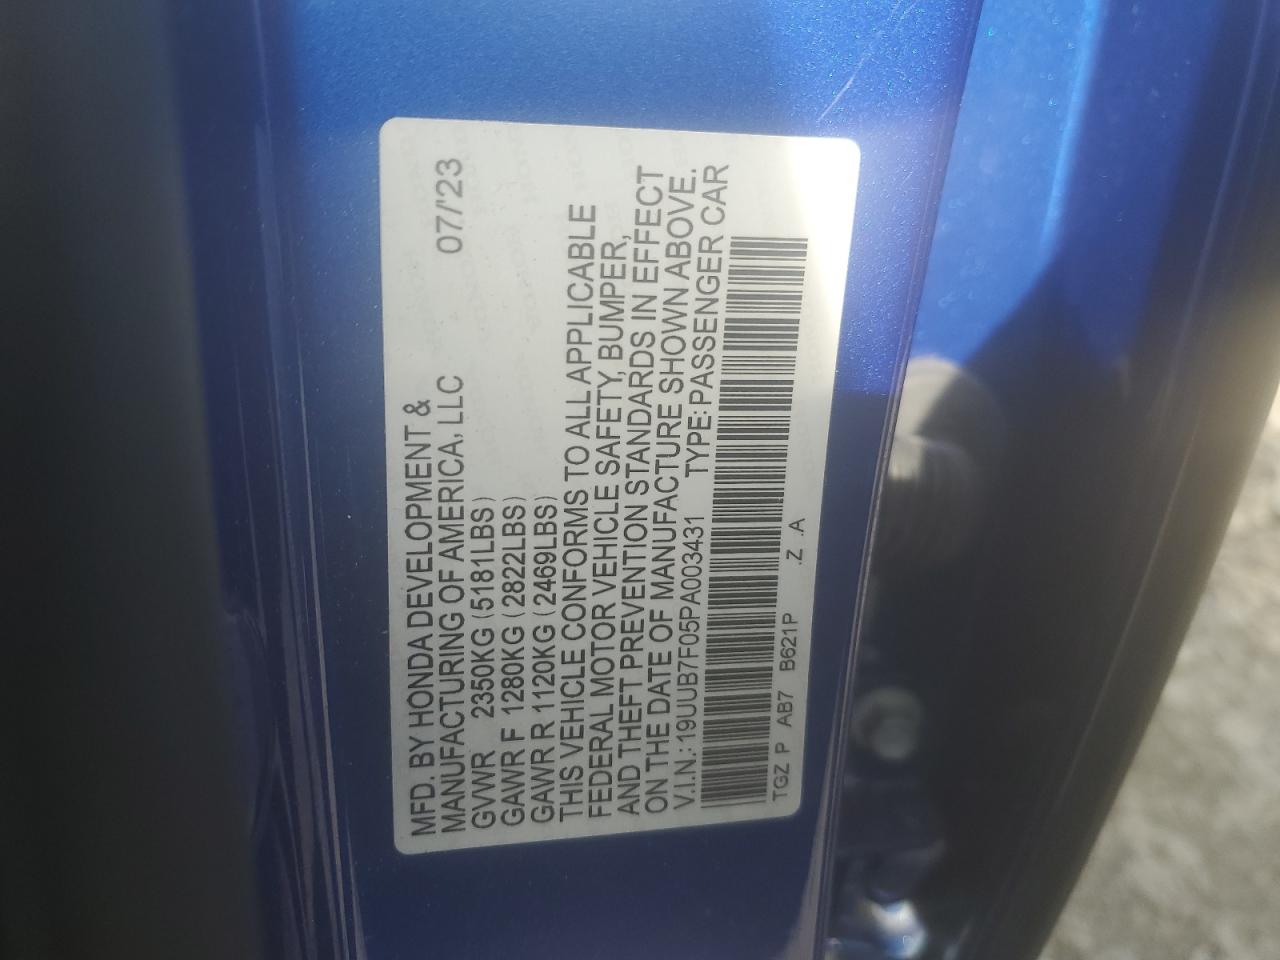 MFD. BY HONDA DEVELOPMENT &
MANUFACTURING OF AMERICA, LLC 07/'23
GVWR 2350KG (5181LBS)
GAWR F 1280KG (2822LBS)
GAWR R 1120KG (2469LBS)
THIS VEHICLE CONFORMS TO ALL APPLICABLE
FEDERAL MOTOR VEHICLE SAFETY, BUMPER,
AND THEFT PREVENTION STANDARDS IN EFFECT
ON THE DATE OF MANUFACTURE SHOWN ABOVE.
V.I.N.: 19UUB7F05PA003431 TYPE: PASSENGER CAR
TGZ P AB7 B621P .Z .A